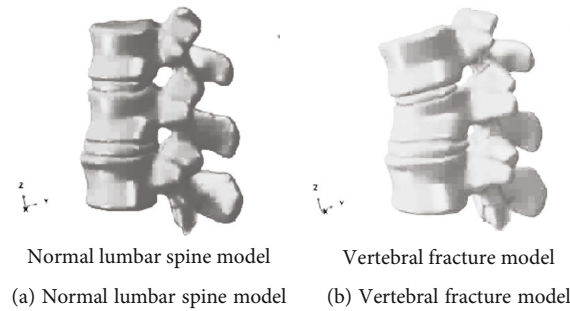 Z
Y
X
Z
Y
X
Normal lumbar spine model
Vertebral fracture model
(a) Normal lumbar spine model
(b) Vertebral fracture model